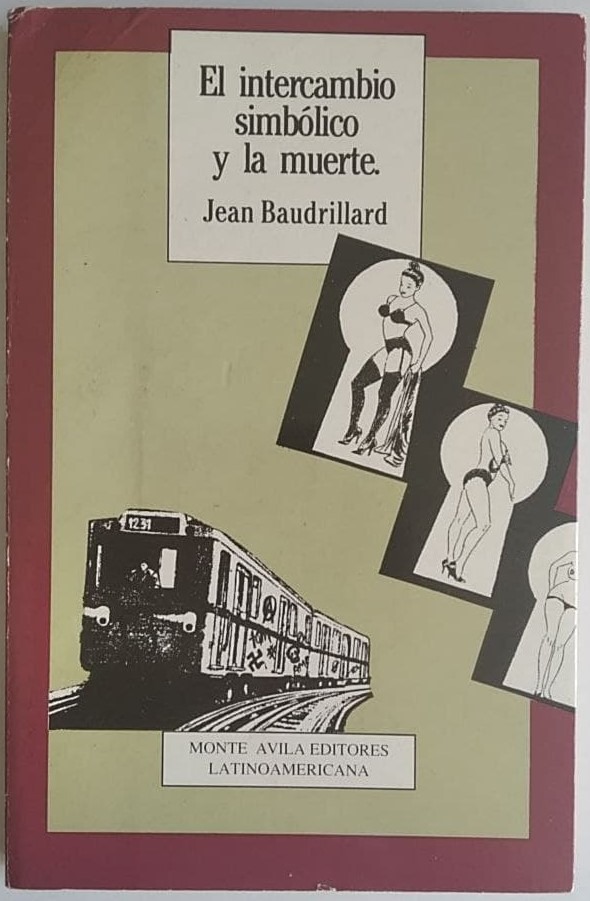 El intercambio
simbólico
y la muerte.
Jean Baudrillard
1231
MONTE AVILA EDITORES
LATINOAMERICANA